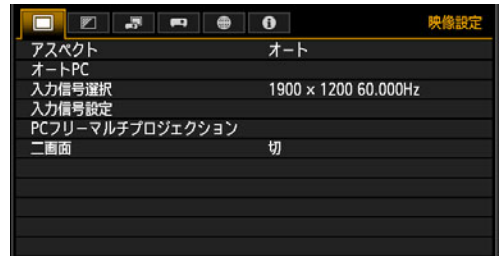 映像設定
アスペクト オート
オートPC
入力信号選択 1900 × 1200 60.000Hz
入力信号設定
PCフリーマルチプロジェクション
二画面 切